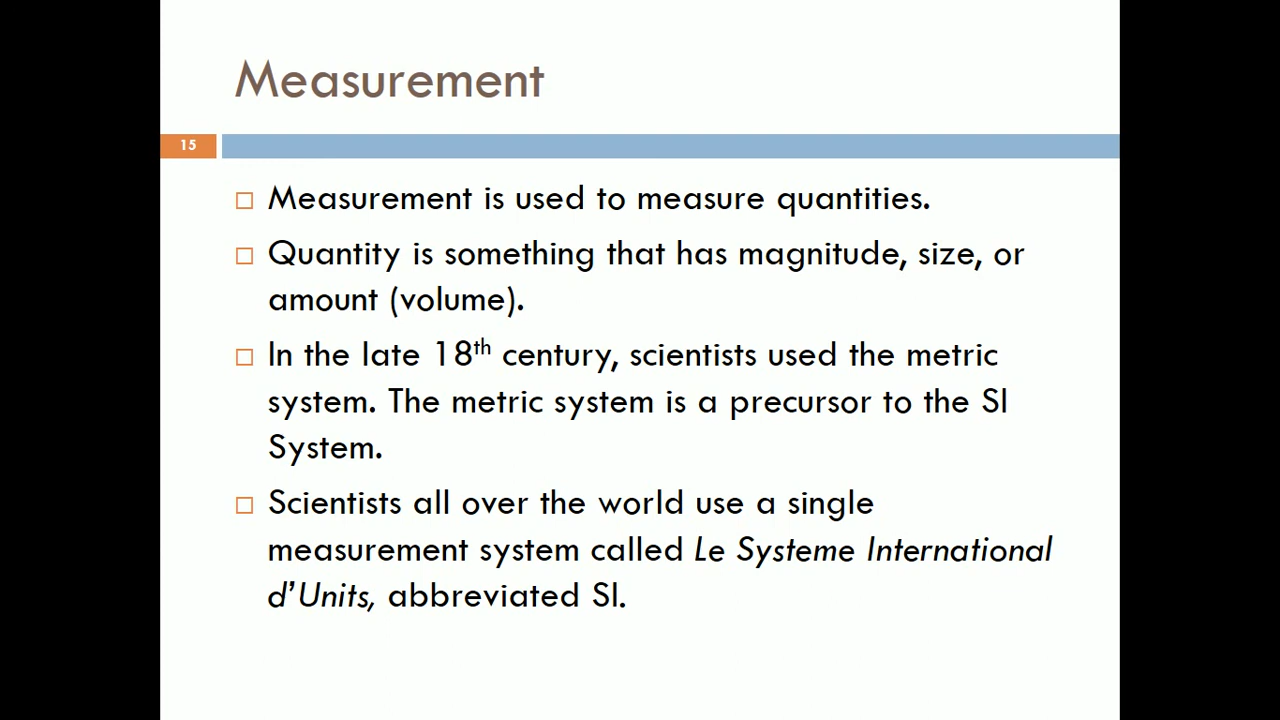 Measurement
15
Measurement is used to measure quantities.
Quantity is something that has magnitude, size, or
amount (volume).
In the late 18th century, scientists used the metric
system. The metric system is a precursor to the SI
System.
Scientists all over the world use a single
measurement system called Le Systeme International
d’Units, abbreviated SI.